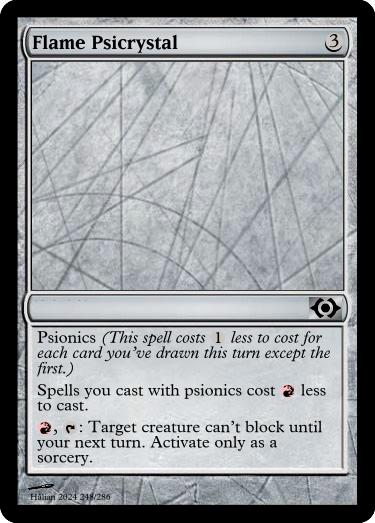 Flame Psicrystal 3
Psionics (This spell costs 1 less to cost for
each card you've drawn this turn except the
first.)
Spells you cast with psionics cost less
to cast.
, : Target creature can't block until
your next turn. Activate only as a
sorcery.
Hålian 2024 248/286